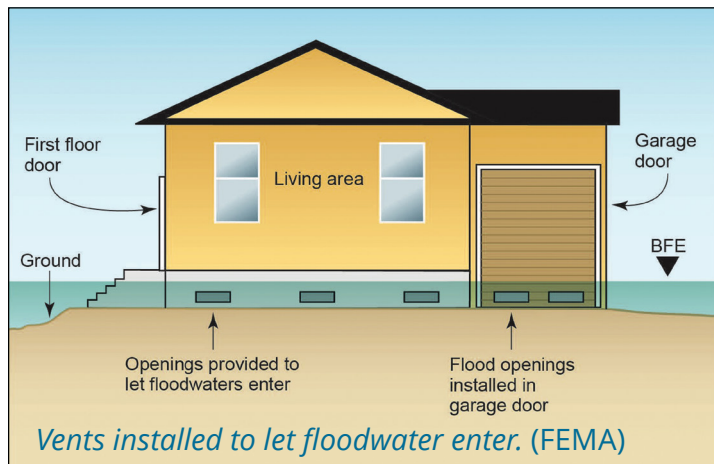 First floor
door
Living area
Garage
door
Ground
BFE
Openings provided to
let floodwaters enter
Flood openings
installed in
garage door
Vents installed to let floodwater enter. (FEMA)